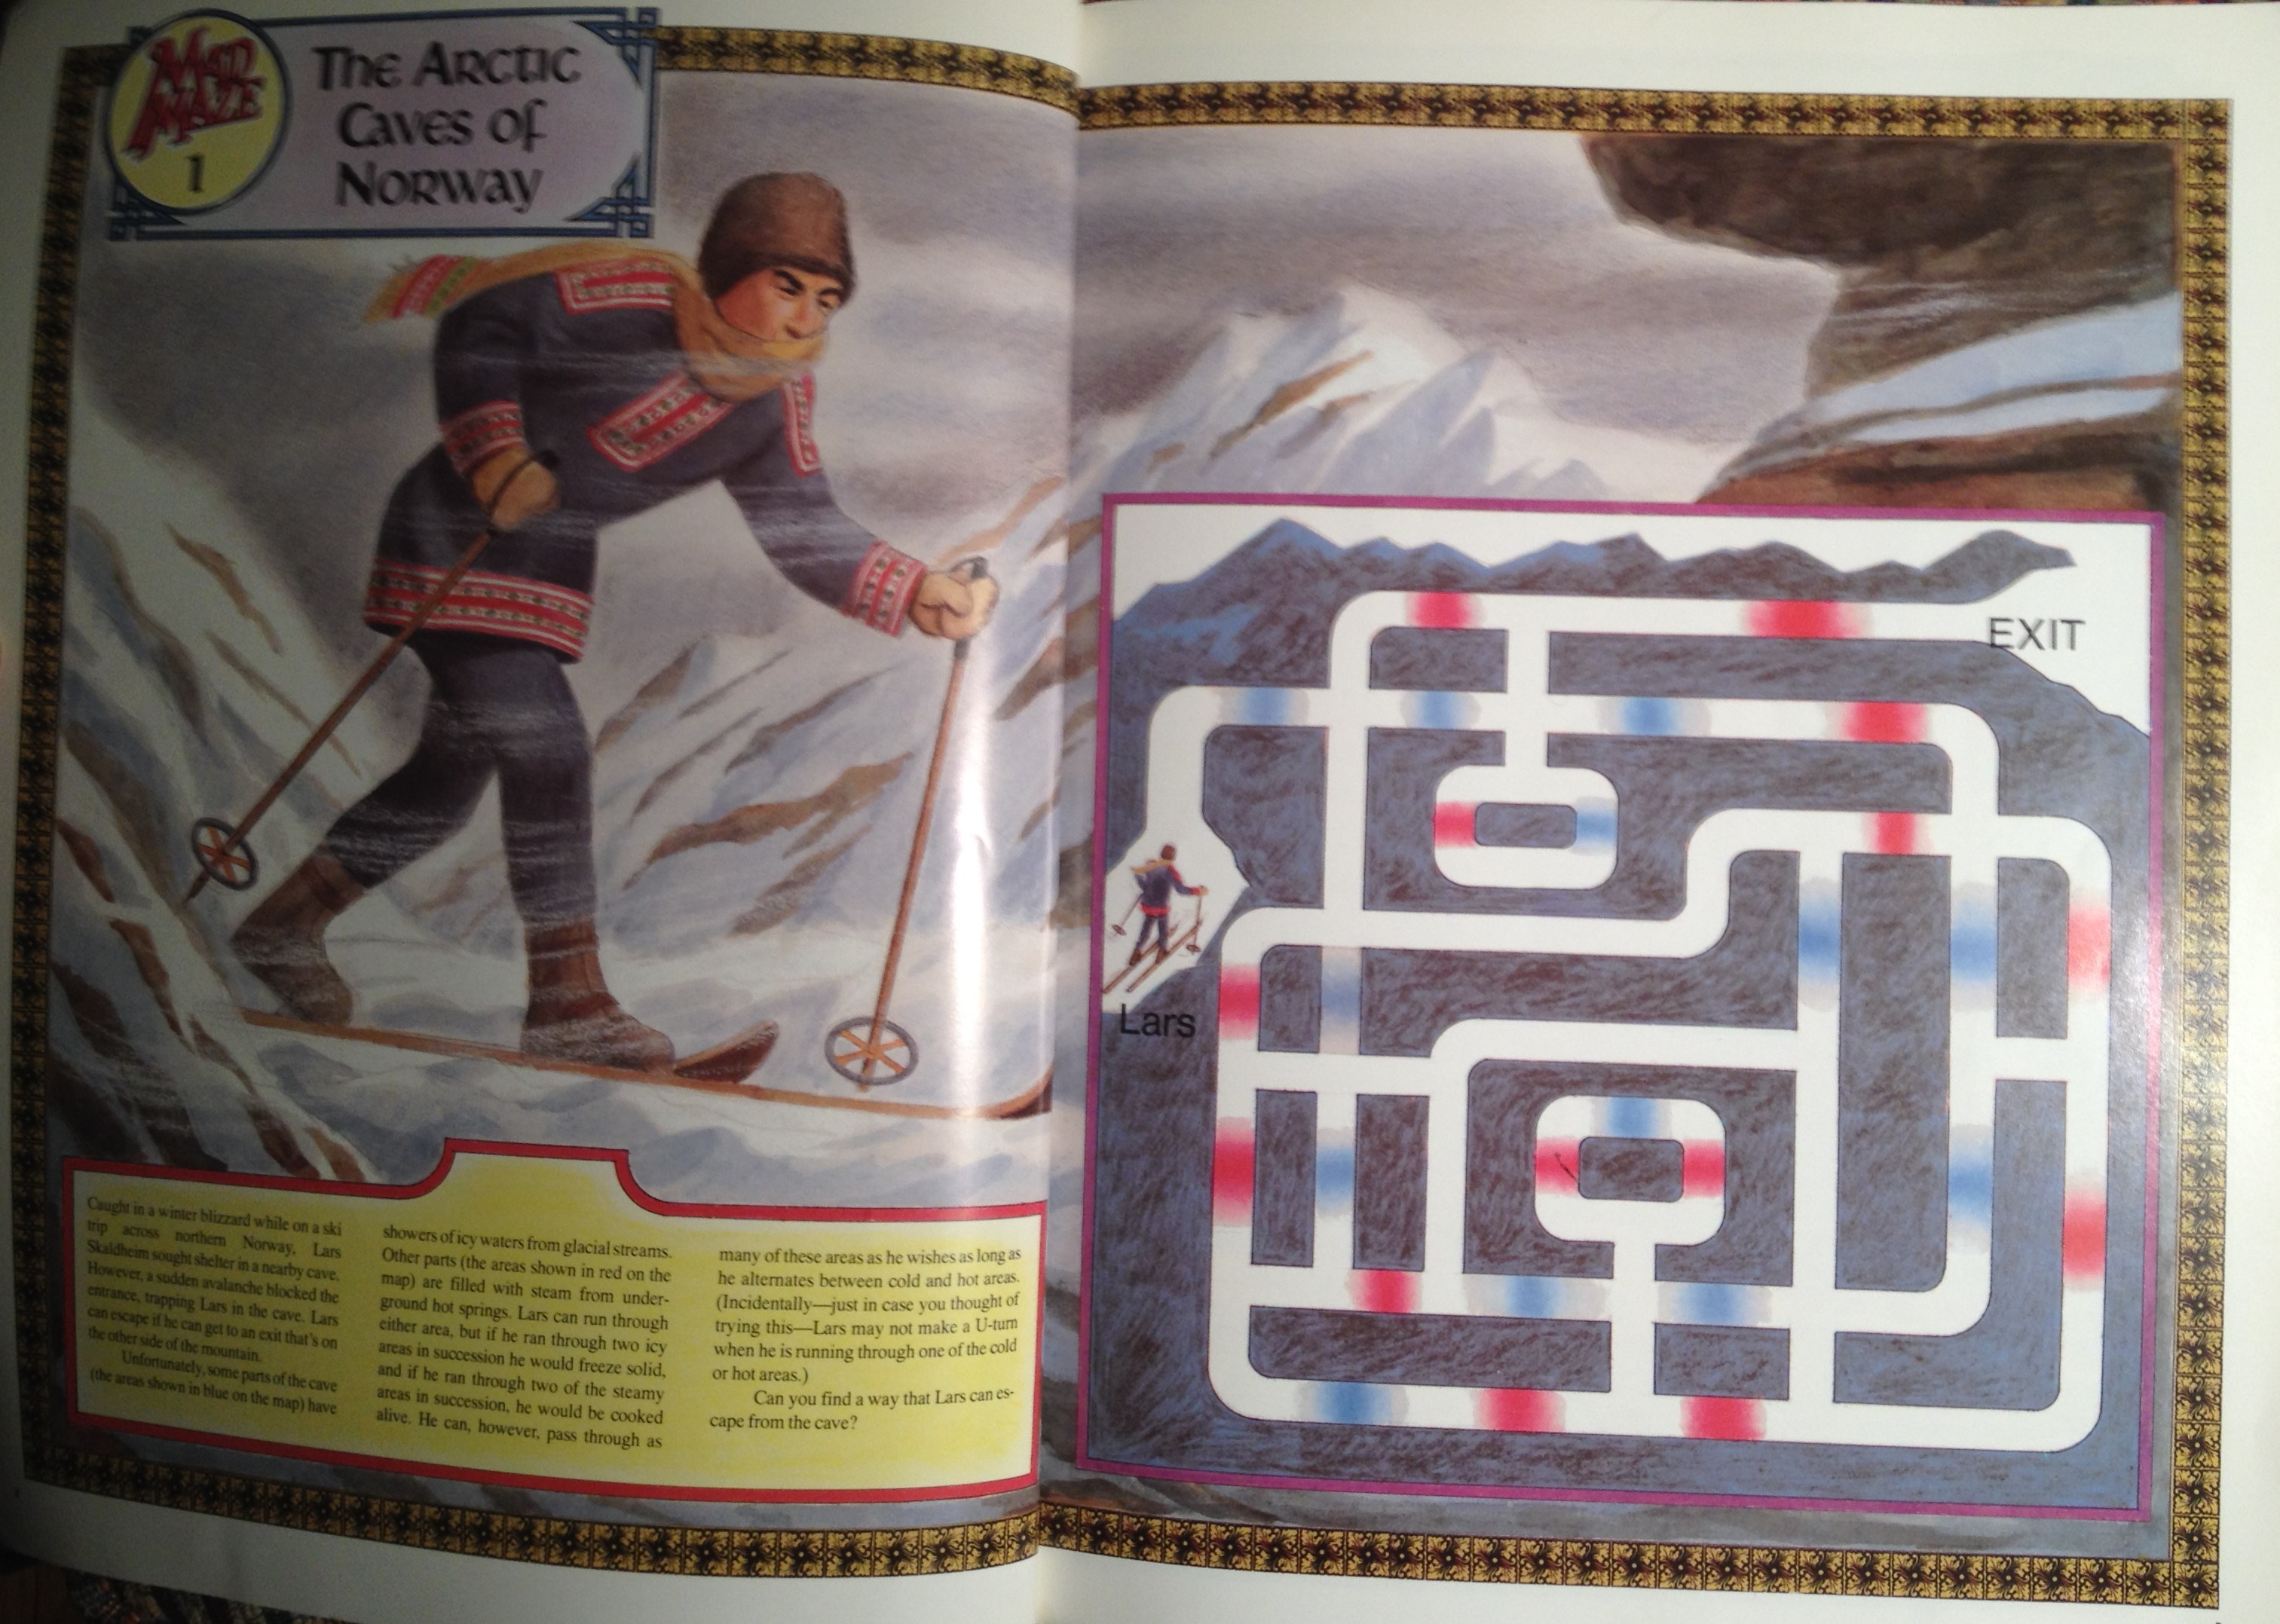 MAD
MAZE
1
The Arctic
Caves of
Norway
Caught in a winter blizzard while on a ski
trip across northern Norway, Lars
Skaldheim sought shelter in a nearby cave.
However, a sudden avalanche blocked the
entrance, trapping Lars in the cave. Lars
can escape if he can get to an exit that's on
the other side of the mountain.
Unfortunately, some parts of the cave
(the areas shown in blue on the map) have
showers of icy waters from glacial streams.
Other parts (the areas shown in red on the
map) are filled with steam from under-
ground hot springs. Lars can run through
either area, but if he ran through two icy
areas in succession he would freeze solid,
and if he ran through two of the steamy
areas in succession, he would be cooked
alive. He can, however, pass through as
many of these areas as he wishes as long as
he alternates between cold and hot areas.
(Incidentally—just in case you thought of
trying this—Lars may not make a U-turn
when he is running through one of the cold
or hot areas.)
Can you find a way that Lars can es-
cape from the cave?
EXIT
Lars